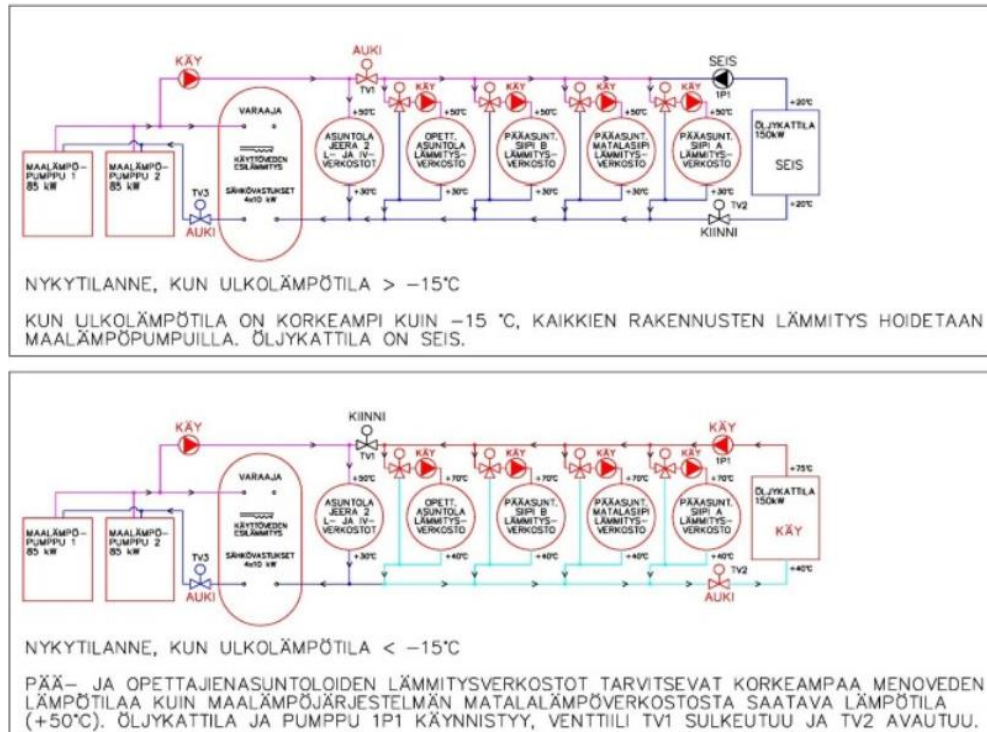 AUKI
KÄY
TV1
SEIS
1P1
KÄY
KÄY
KÄY
KÄY
+50°C
+50°C
+50°C
+50°C
+50°C
+20°C
VARAAJA
KÄYTTÖVEDEN
ESILÄMMITYS
SÄHKÖVASTUKSET
4x10 kW
MAALÄMPÖ-
PUMPPU 1
85 kW
MAALÄMPÖ-
PUMPPU 2
85 kW
TV3
AUKI
ASUNTOLA
JEERA 2
L- JA IV-
VERKOSTOT
OPETT.
ASUNTOLA
LÄMMITYS-
VERKOSTO
PÄÄASUNT.
SIIPI B
LÄMMITYS-
VERKOSTO
PÄÄASUNT.
MATALASIIPI
LÄMMITYS-
VERKOSTO
PÄÄASUNT.
SIIPI A
LÄMMITYS-
VERKOSTO
ÖLJYKATTILA
150kW
SEIS
+30°C
+30°C
+30°C
+30°C
+30°C
+20°C
TV2
KIINNI
NYKYTILANNE, KUN ULKOLÄMPÖTILA > -15°C
KUN ULKOLÄMPÖTILA ON KORKEAMPI KUIN -15 °C, KAIKKIEN RAKENNUSTEN LÄMMITYS HOIDETAAN
MAALÄMPÖPUMPUILLA. ÖLJYKATTILA ON SEIS.
KIINNI
KÄY
TV1
KÄY
1P1
KÄY
KÄY
KÄY
KÄY
+50°C
+70°C
+70°C
+70°C
+70°C
+75°C
VARAAJA
KÄYTTÖVEDEN
ESILÄMMITYS
SÄHKÖVASTUKSET
4x10 kW
MAALÄMPÖ-
PUMPPU 1
85 kW
MAALÄMPÖ-
PUMPPU 2
85 kW
TV3
AUKI
ASUNTOLA
JEERA 2
L- JA IV-
VERKOSTOT
OPETT.
ASUNTOLA
LÄMMITYS-
VERKOSTO
PÄÄASUNT.
SIIPI B
LÄMMITYS-
VERKOSTO
PÄÄASUNT.
MATALASIIPI
LÄMMITYS-
VERKOSTO
PÄÄASUNT.
SIIPI A
LÄMMITYS-
VERKOSTO
ÖLJYKATTILA
150kW
KÄY
+30°C
+40°C
+40°C
+40°C
+40°C
+40°C
TV2
AUKI
NYKYTILANNE, KUN ULKOLÄMPÖTILA < -15°C
PÄÄ- JA OPETTAJIENASUNTOLOIDEN LÄMMITYSVERKOSTOT TARVITSEVAT KORKEAMPAA MENOVEDEN
LÄMPÖTILAA KUIN MAALÄMPÖJÄRJESTELMÄN MATALALÄMPÖVERKOSTOSTA SAATAVA LÄMPÖTILA
(+50°C). ÖLJYKATTILA JA PUMPPU 1P1 KÄYNNISTYY, VENTTIILI TV1 SULKEUTUU JA TV2 AVAUTUU.